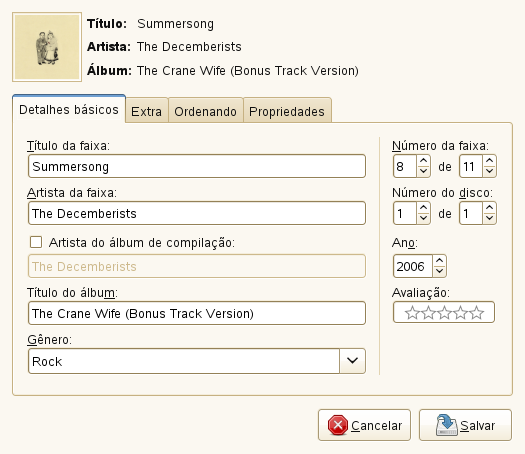 Título: Summersong
Artista: The Decemberists
Álbum: The Crane Wife (Bonus Track Version)
Detalhes básicos Extra Ordenando Propriedades
Título da faixa:
Summersong
Artista da faixa:
The Decemberists
Artista do álbum de compilação:
The Decemberists
Título do álbum:
The Crane Wife (Bonus Track Version)
Gênero:
Rock
Número da faixa:
8 de 11
Número do disco:
1 de 1
Ano:
2006
Avaliação:
Cancelar Salvar